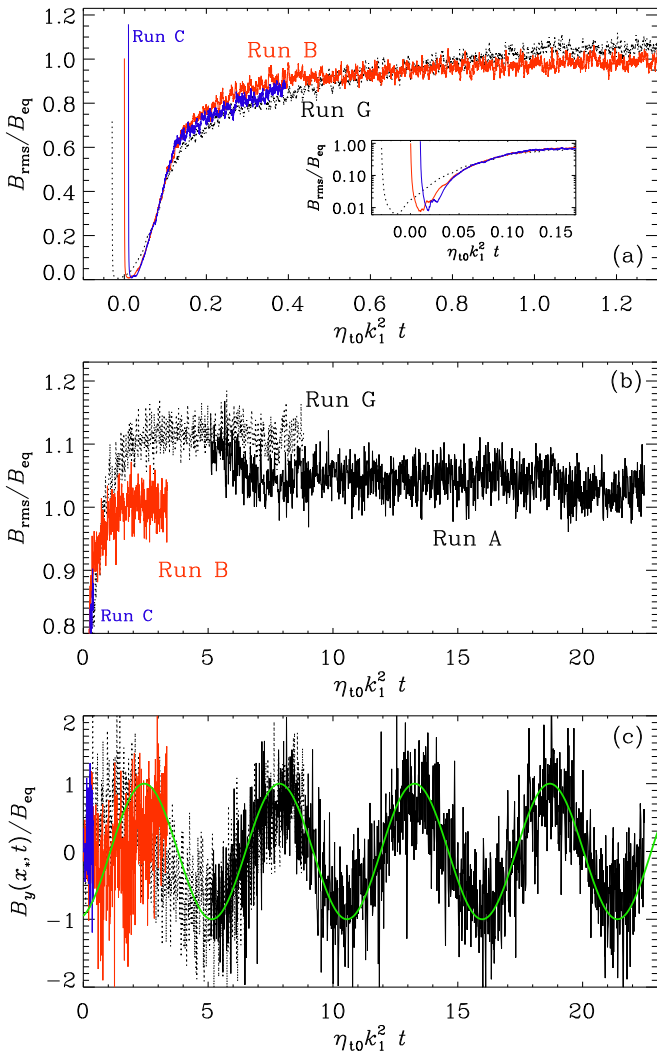 1.2
1.0
0.8
0.6
0.4
0.2
0.0
B_rms/B_eq
Run C
Run B
Run G
1.00
0.10
0.01
B_rms/B_eq
0.00 0.05 0.10 0.15
η_t0 k_1^2 t
(a)
0.0 0.2 0.4 0.6 0.8 1.0 1.2
η_t0 k_1^2 t
(b)
1.2
1.1
1.0
0.9
0.8
B_rms/B_eq
Run G
Run A
Run B
Run C
0 5 10 15 20
η_t0 k_1^2 t
(c)
2
1
0
−1
−2
B_y(x_*,t)/B_eq
0 5 10 15 20
η_t0 k_1^2 t